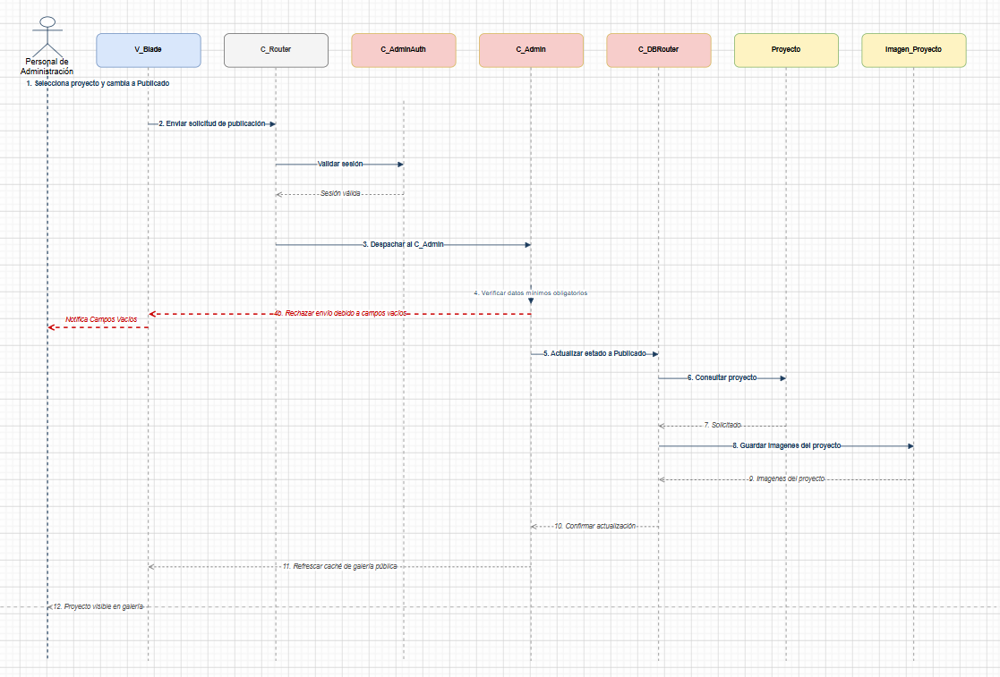 V_Blade
C_Router
C_AdminAuth
C_Admin
C_DBRouter
Proyecto
Imagen_Proyecto
Personal de
Administración
1. Selecciona proyecto y cambia a Publicado
2. Enviar solicitud de publicación
Validar sesión
Sesión válida
3. Despachar al C_Admin
4. Verificar datos mínimos obligatorios
4b. Rechazar envío debido a campos vacíos
Notifica Campos Vacíos
5. Actualizar estado a Publicado
6. Consultar proyecto
7. Solicitado
8. Guardar Imagenes del proyecto
9. Imagenes del proyecto
10. Confirmar actualización
11. Refrescar caché de galería pública
12. Proyecto visible en galería